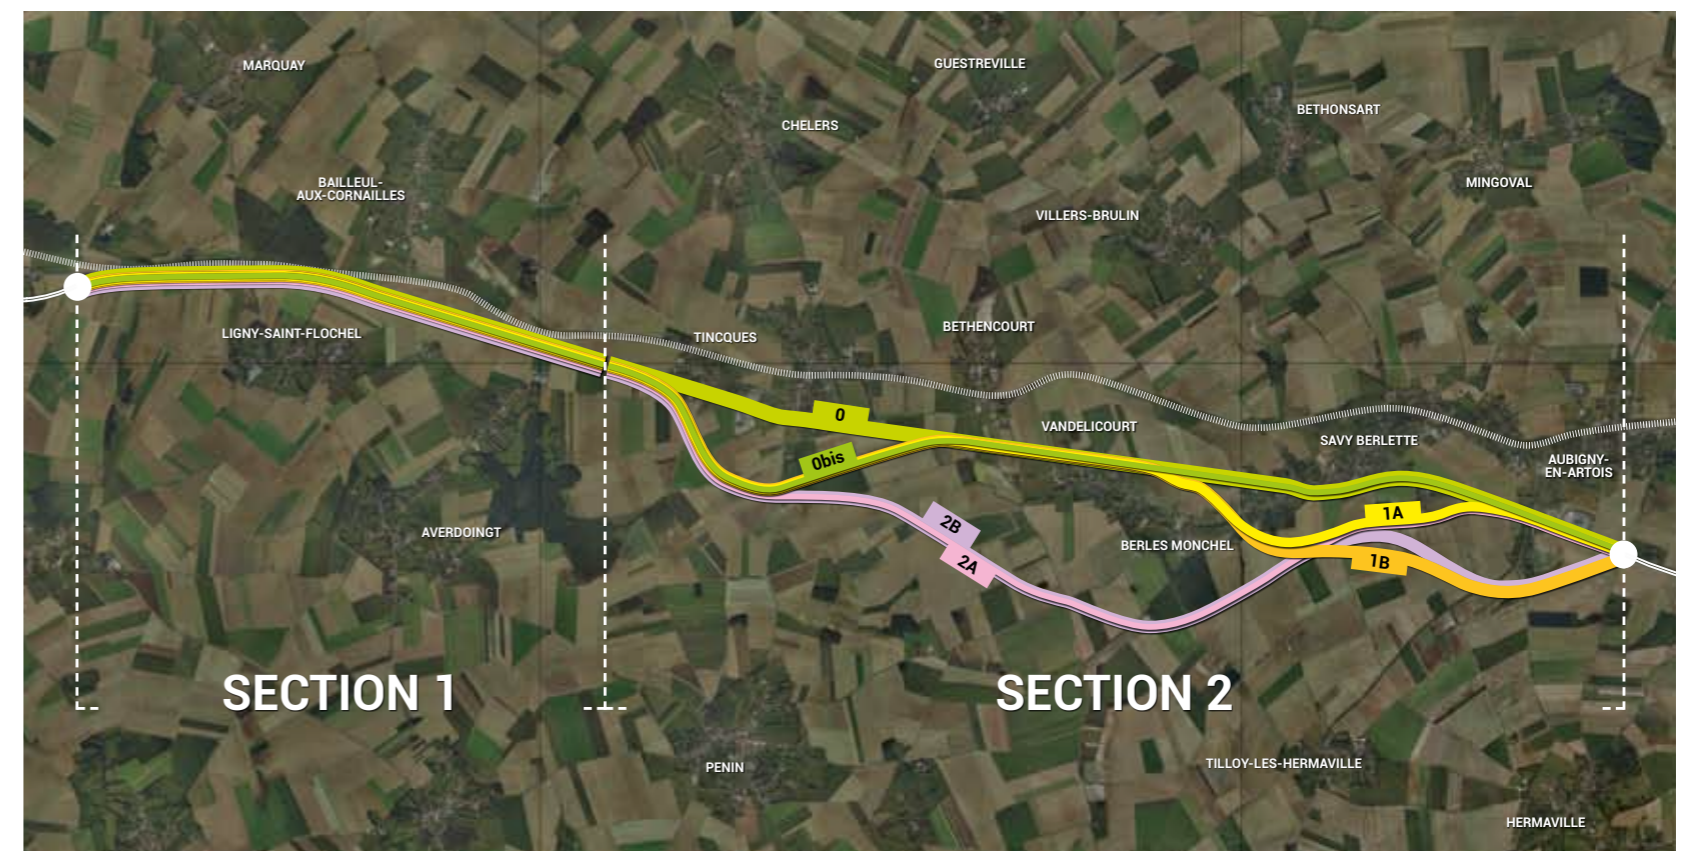 MARQUAY
GUESTREVILLE
BETHONSART
CHELERS
MINGOVAL
BAILLEUL-
AUX-CORNAILLES
VILLERS-BRULIN
LIGNY-SAINT-FLOCHEL
TINCQUES
BETHENCOURT
0
VANDELICOURT
SAVY BERLETTE
0bis
AUBIGNY-
EN-ARTOIS
1A
2B
AVERDOINGT
BERLES MONCHEL
2A
1B
SECTION 1
SECTION 2
PENIN
TILLOY-LES-HERMAVILLE
HERMAVILLE